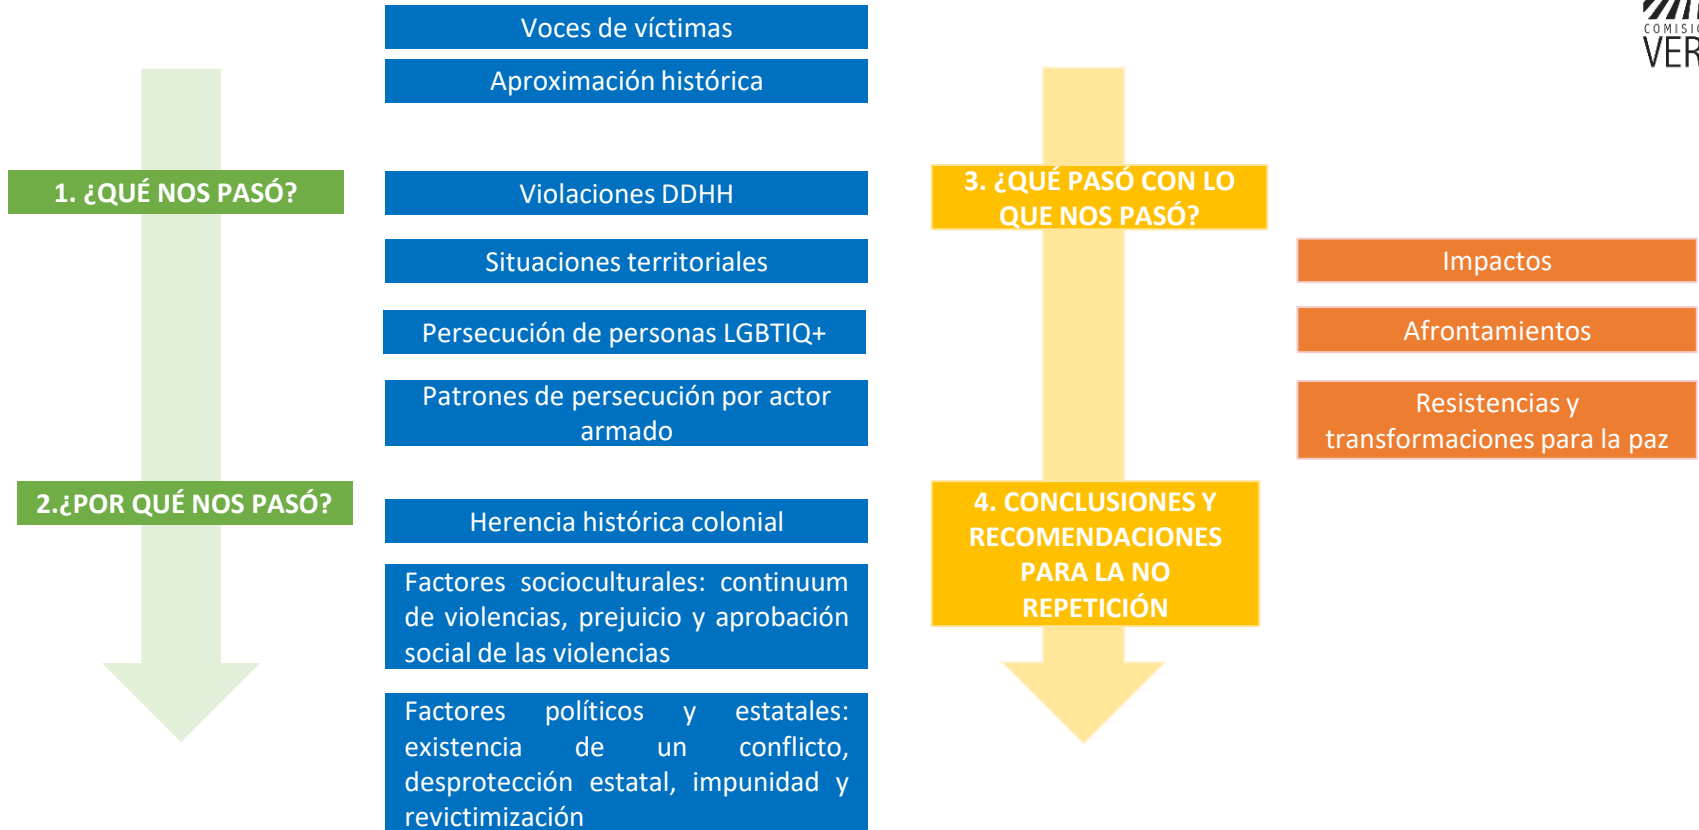 Voces de víctimas
Aproximación histórica
1. ¿QUÉ NOS PASÓ?
Violaciones DDHH
Situaciones territoriales
Persecución de personas LGBTIQ+
Patrones de persecución por actor
armado
2.¿POR QUÉ NOS PASÓ?
Herencia histórica colonial
Factores socioculturales: continuum
de violencias, prejuicio y aprobación
social de las violencias
Factores políticos y estatales:
existencia de un conflicto,
desprotección estatal, impunidad y
revictimización
3. ¿QUÉ PASÓ CON LO
QUE NOS PASÓ?
Impactos
Afrontamientos
Resistencias y
transformaciones para la paz
4. CONCLUSIONES Y
RECOMENDACIONES
PARA LA NO
REPETICIÓN